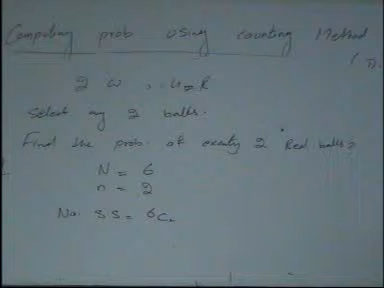 Computing prob using counting Method
2 W , 4 R
Select any 2 balls.
Find the prob. of exactly 2 Red balls?
N = 6
n = 2
No. SS = 6C₂